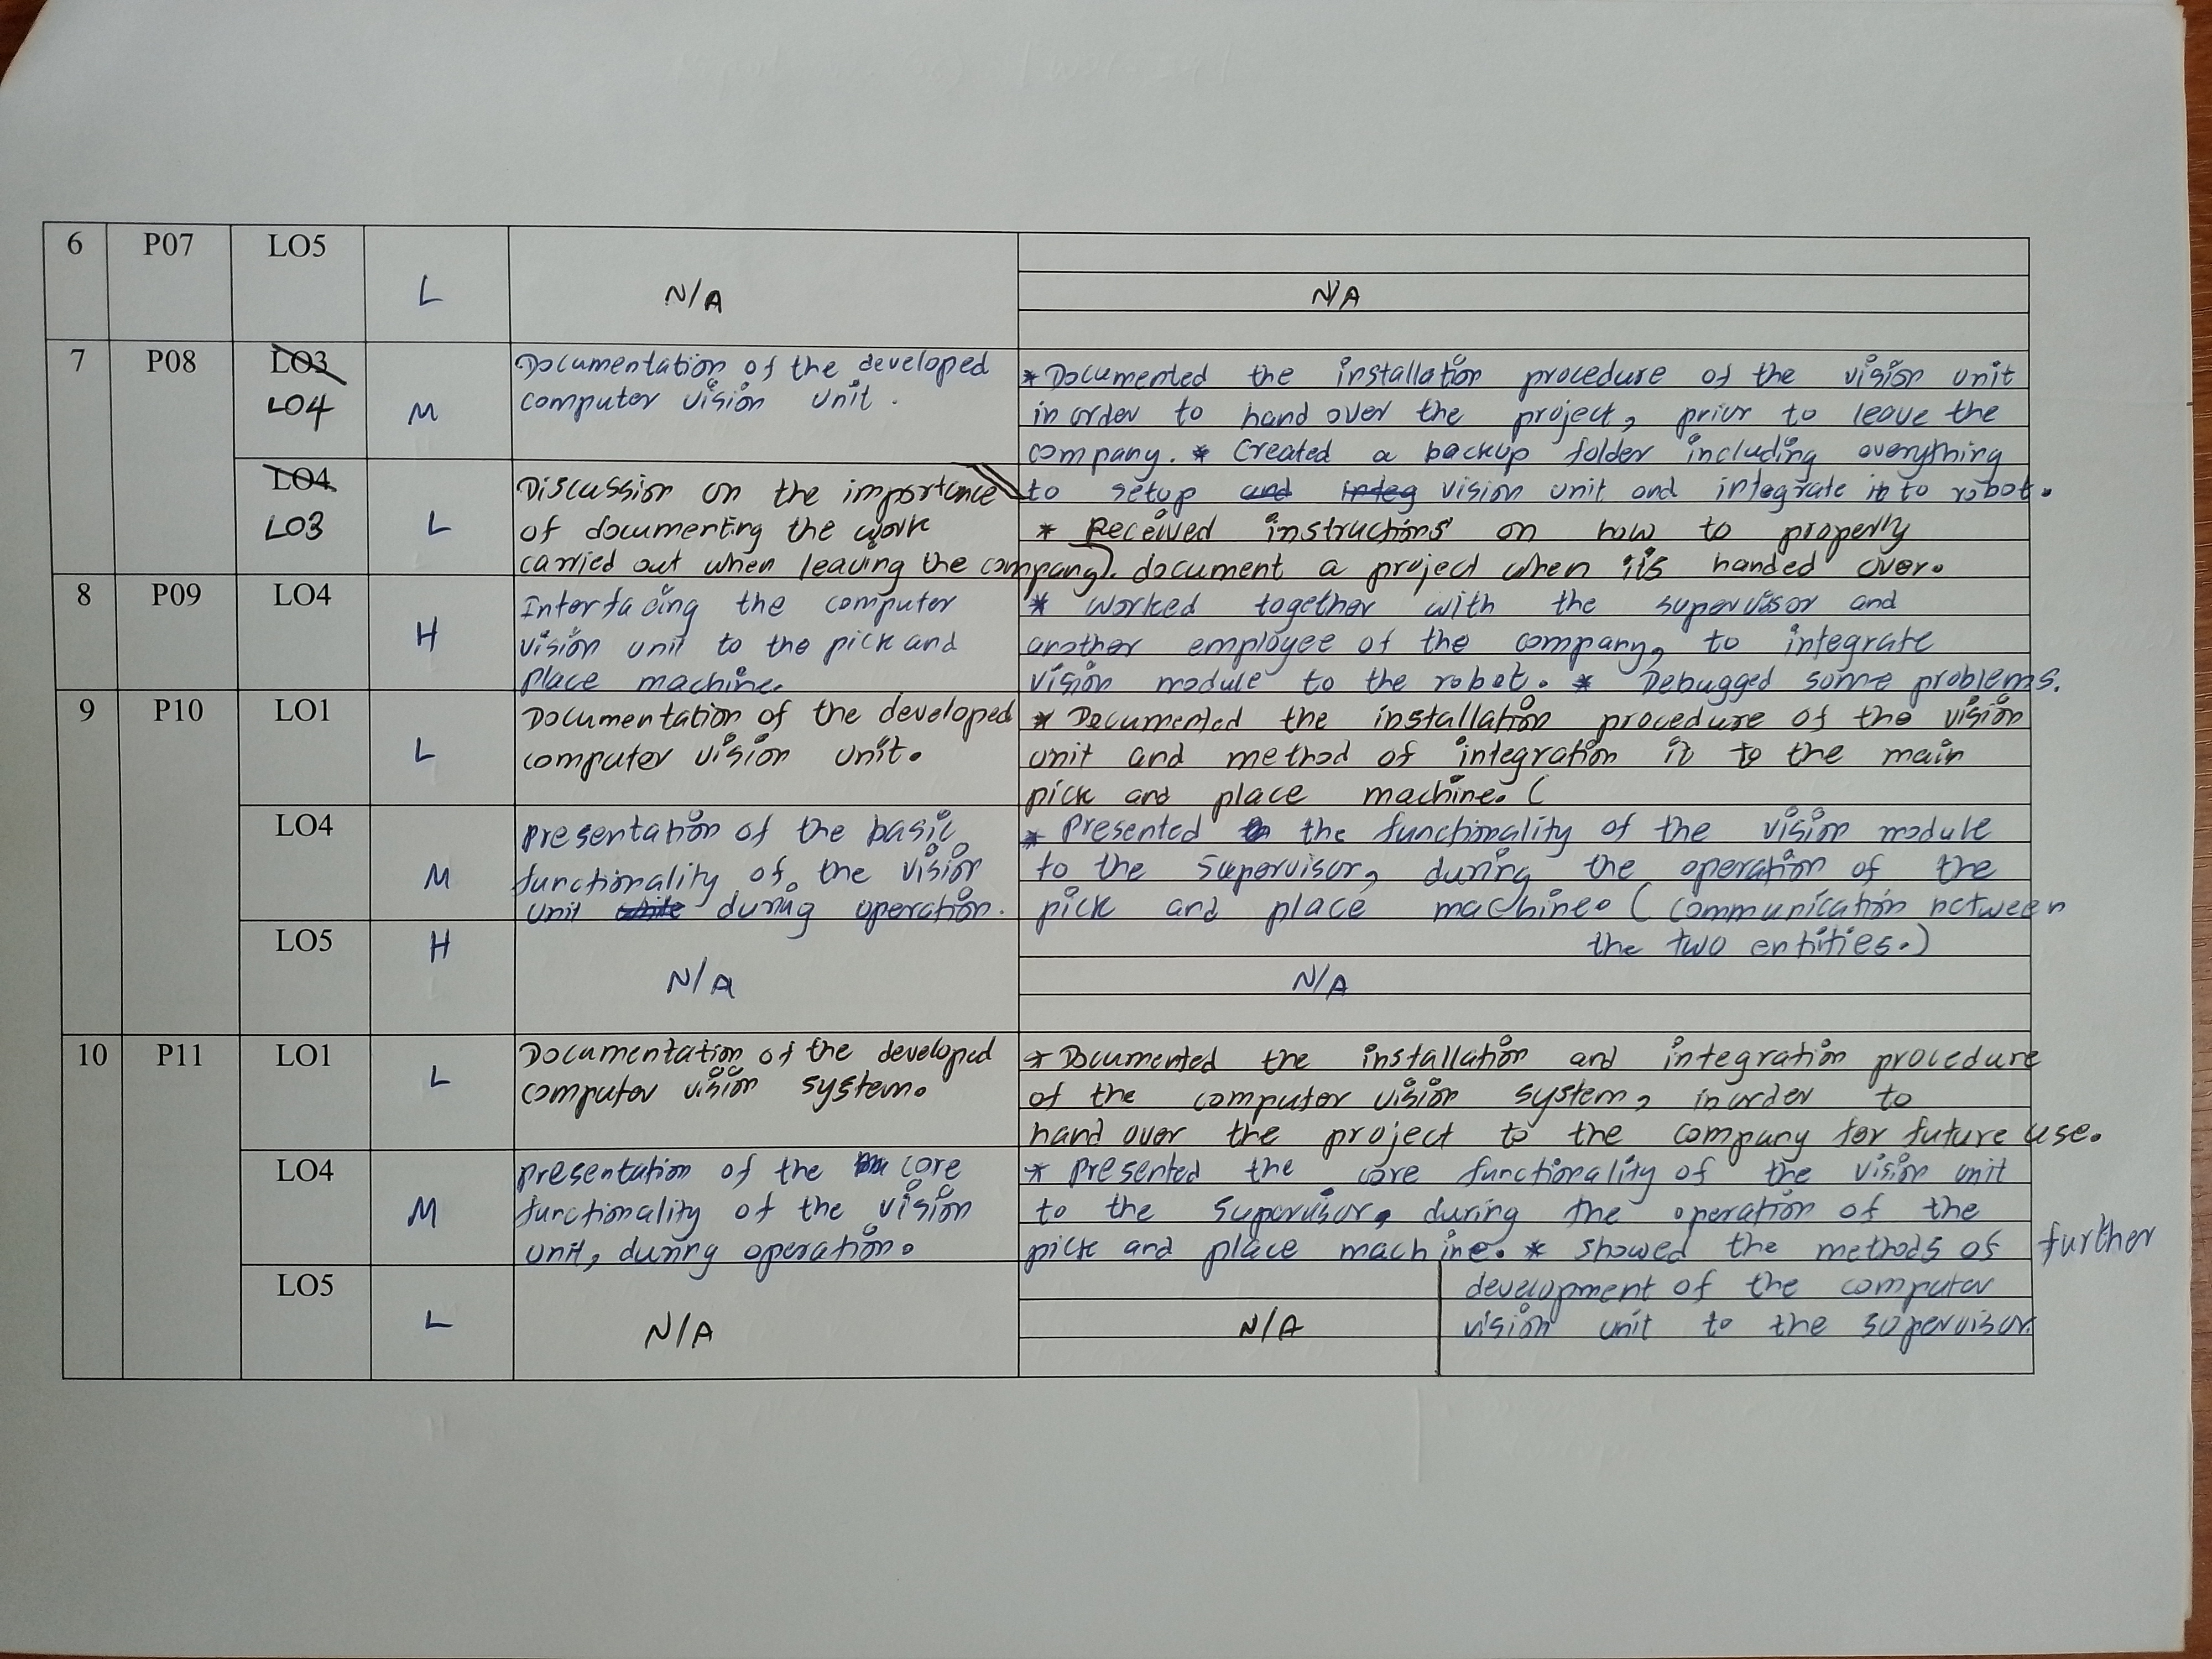 6 P07 LO5 L N/A N/A
7 P08 LO3 LO4 M
Documentation of the developed
computer vision unit.
* Documented the installation procedure of the vision unit
in order to hand over the project, prior to leave the
company. * Created a backup folder including everything
to setup and integ vision unit and integrate it to robot.
LO4 LO3 L
Discussion on the importance
of documenting the work
carried out when leaving the company).
* Received instructions on how to properly
document a project when its handed over.
8 P09 LO4 H
Interfacing the computer
vision unit to the pick and
place machine.
* Worked together with the supervisor and
another employee of the company, to integrate
vision module to the robot. * Debugged some problems.
9 P10 LO1 L
Documentation of the developed
computer vision unit.
* Documented the installation procedure of the vision
unit and method of integration it to the main
pick and place machine. (
LO4 M
Presentation of the basic
functionality of the vision
unit while during operation.
* Presented the functionality of the vision module
to the supervisor, during the operation of the
pick and place machine. (communication between
the two entities.)
LO5 H N/A N/A
10 P11 LO1 L
Documentation of the developed
computer vision system.
* Documented the installation and integration procedure
of the computer vision system, inorder to
hand over the project to the company for future use.
LO4 M
presentation of the core
functionality of the vision
unit, during operation.
* Presented the core functionality of the vision unit
to the supervisor, during the operation of the
pick and place machine. * showed the methods of further
development of the computer
vision unit to the supervisor.
LO5 L N/A N/A